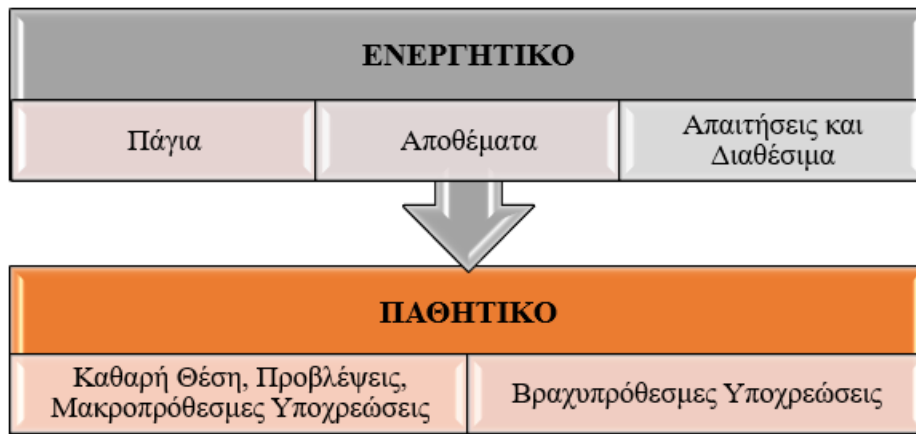 ΕΝΕΡΓΗΤΙΚΟ
Πάγια
Αποθέματα
Απαιτήσεις και
Διαθέσιμα
ΠΑΘΗΤΙΚΟ
Καθαρή Θέση, Προβλέψεις,
Μακροπρόθεσμες Υποχρεώσεις
Βραχυπρόθεσμες Υποχρεώσεις